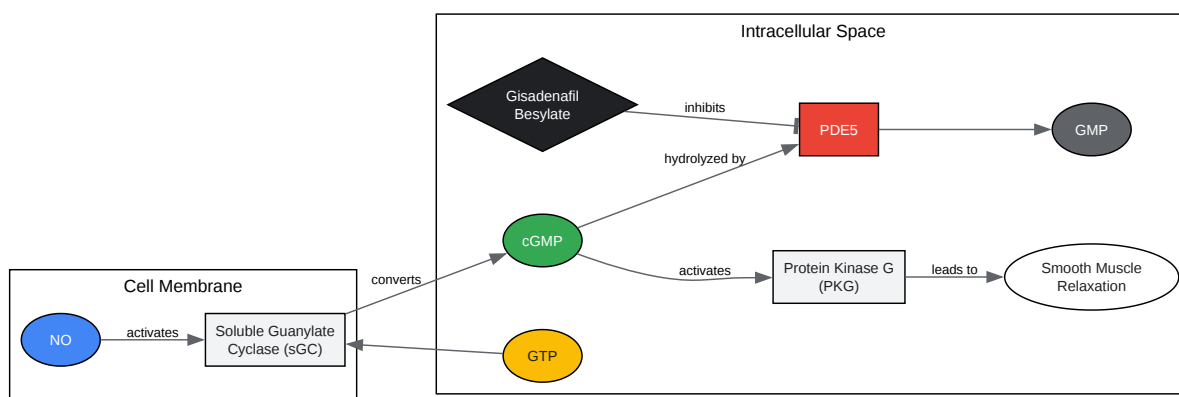 Intracellular Space
Gisadenafil
Besylate
inhibits
PDE5
GMP
hydrolyzed by
cGMP
activates
Protein Kinase G
(PKG)
leads to
Smooth Muscle
Relaxation
converts
Cell Membrane
NO
activates
Soluble Guanylate
Cyclase (sGC)
GTP